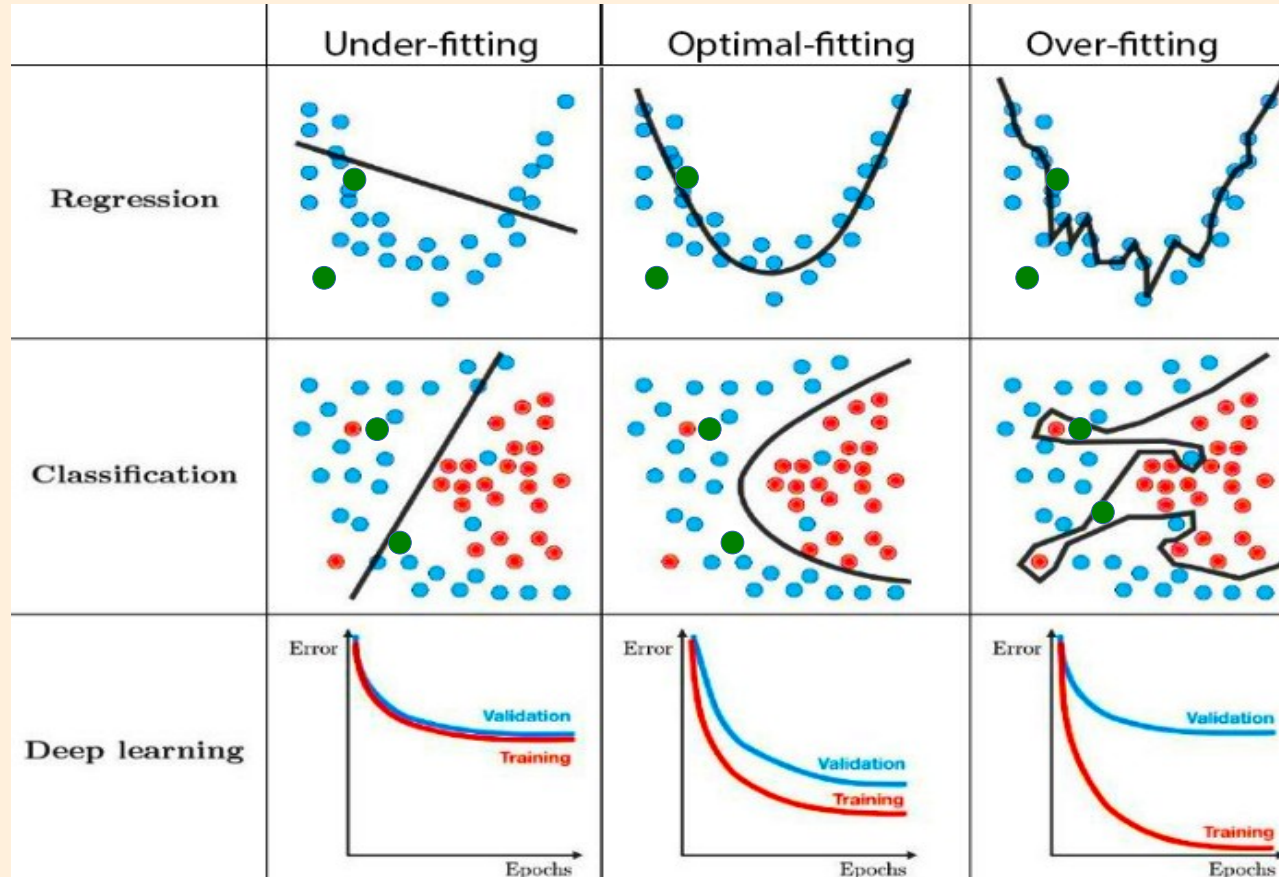 Under-fitting
Optimal-fitting
Over-fitting
Regression
Classification
Deep learning
Error
Validation
Training
Epochs
Error
Validation
Training
Epochs
Error
Validation
Training
Epochs